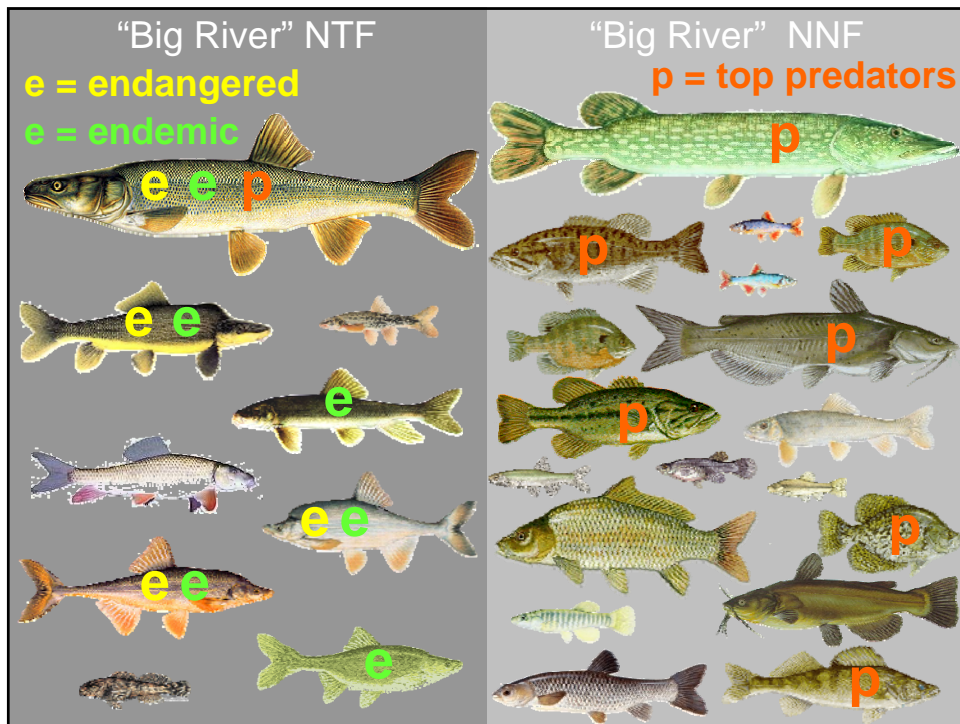 “Big River” NTF
e = endangered
e = endemic
e e p
e e
e
e e
e e
e
“Big River” NNF
p = top predators
p
p
p
p
p
p
p